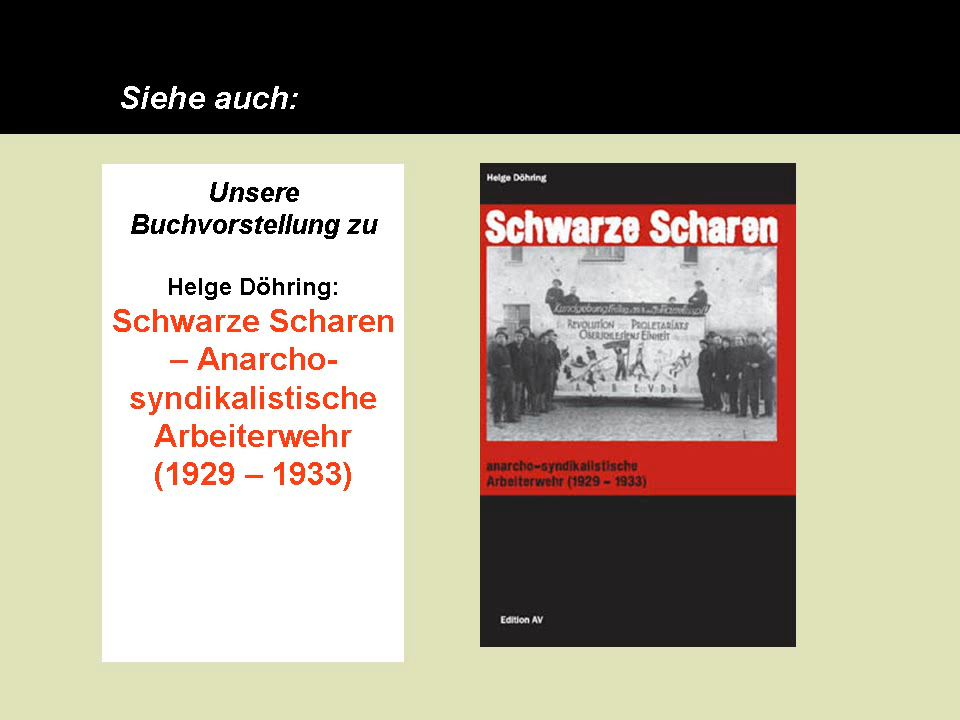 Siehe auch:
Unsere
Buchvorstellung zu
Helge Döhring:
Schwarze Scharen
– Anarcho-
syndikalistische
Arbeiterwehr
(1929 – 1933)
Helge Döhring
Schwarze Scharen
REVOLUTION PROLETARIATS
OBERSCHLESIENS EINHEIT
anarcho-syndikalistische
Arbeiterwehr (1929 - 1933)
Edition AV